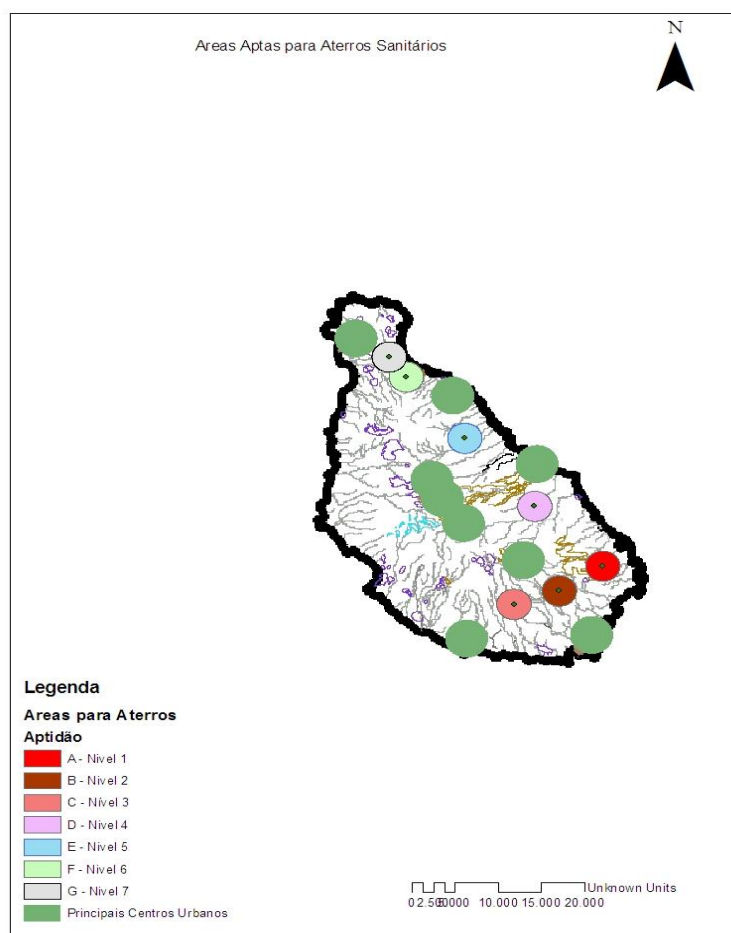 Areas Aptas para Aterros Sanitários
N
Legenda
Areas para Aterros
Aptidão
A - Nivel 1
B - Nivel 2
C - Nível 3
D - Nivel 4
E - Nivel 5
F - Nivel 6
G - Nivel 7
Principais Centros Urbanos
Unknown Units
10.000 15.000 20.000